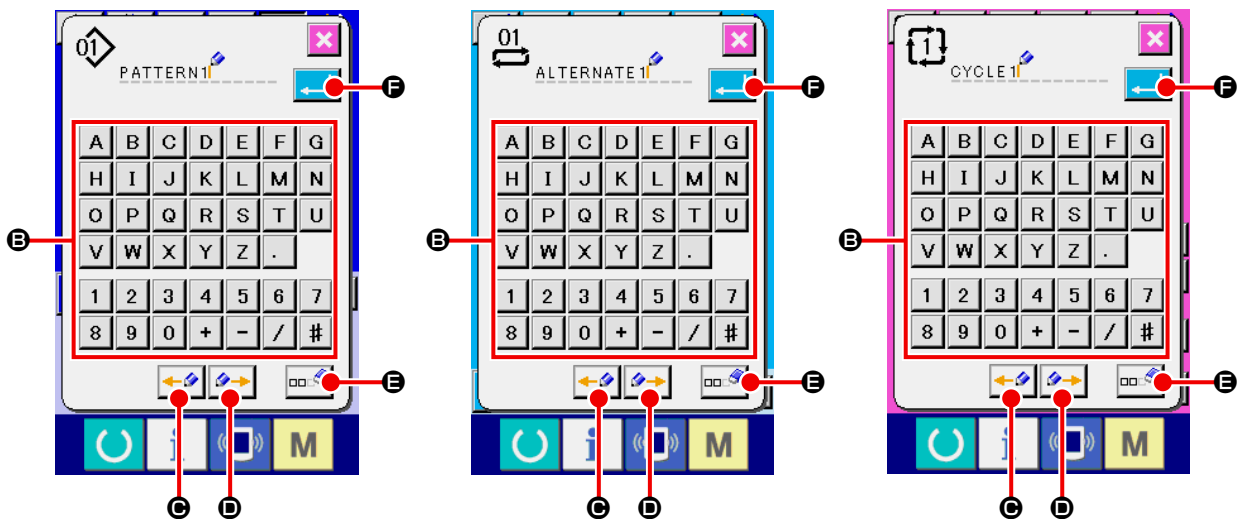 01
PATTERN1
A B C D E F G
H I J K L M N
O P Q R S T U
V W X Y Z .
1 2 3 4 5 6 7
8 9 0 + - / #
i M
B
C
D
E
F
01
ALTERNATE1
A B C D E F G
H I J K L M N
O P Q R S T U
V W X Y Z .
1 2 3 4 5 6 7
8 9 0 + - / #
i M
B
C
D
E
F
1
CYCLE1
A B C D E F G
H I J K L M N
O P Q R S T U
V W X Y Z .
1 2 3 4 5 6 7
8 9 0 + - / #
i M
B
C
D
E
F